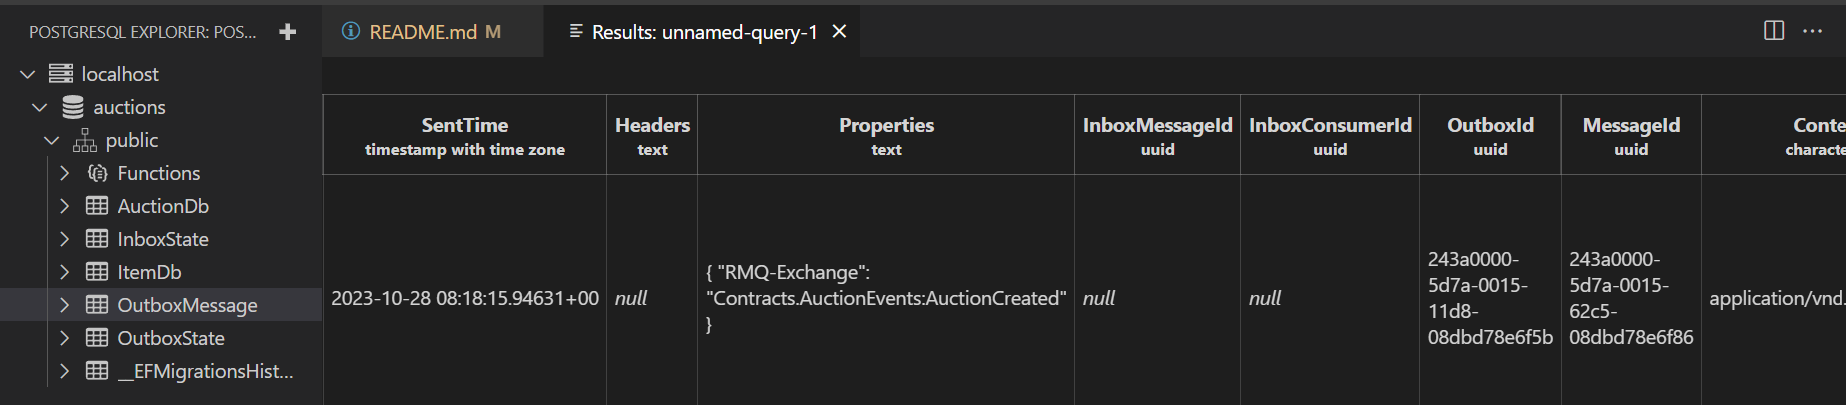 POSTGRESQL EXPLORER: POS...
README.md M
Results: unnamed-query-1
localhost
auctions
public
Functions
AuctionDb
InboxState
ItemDb
OutboxMessage
OutboxState
__EFMigrationsHist...
SentTime
timestamp with time zone
Headers
text
Properties
text
InboxMessageId
uuid
InboxConsumerId
uuid
OutboxId
uuid
MessageId
uuid
Conte
characte
2023-10-28 08:18:15.94631+00
null
{ "RMQ-Exchange":
"Contracts.AuctionEvents:AuctionCreated"
}
null
null
243a0000-
5d7a-0015-
11d8-
08dbd78e6f5b
243a0000-
5d7a-0015-
62c5-
08dbd78e6f86
application/vnd.